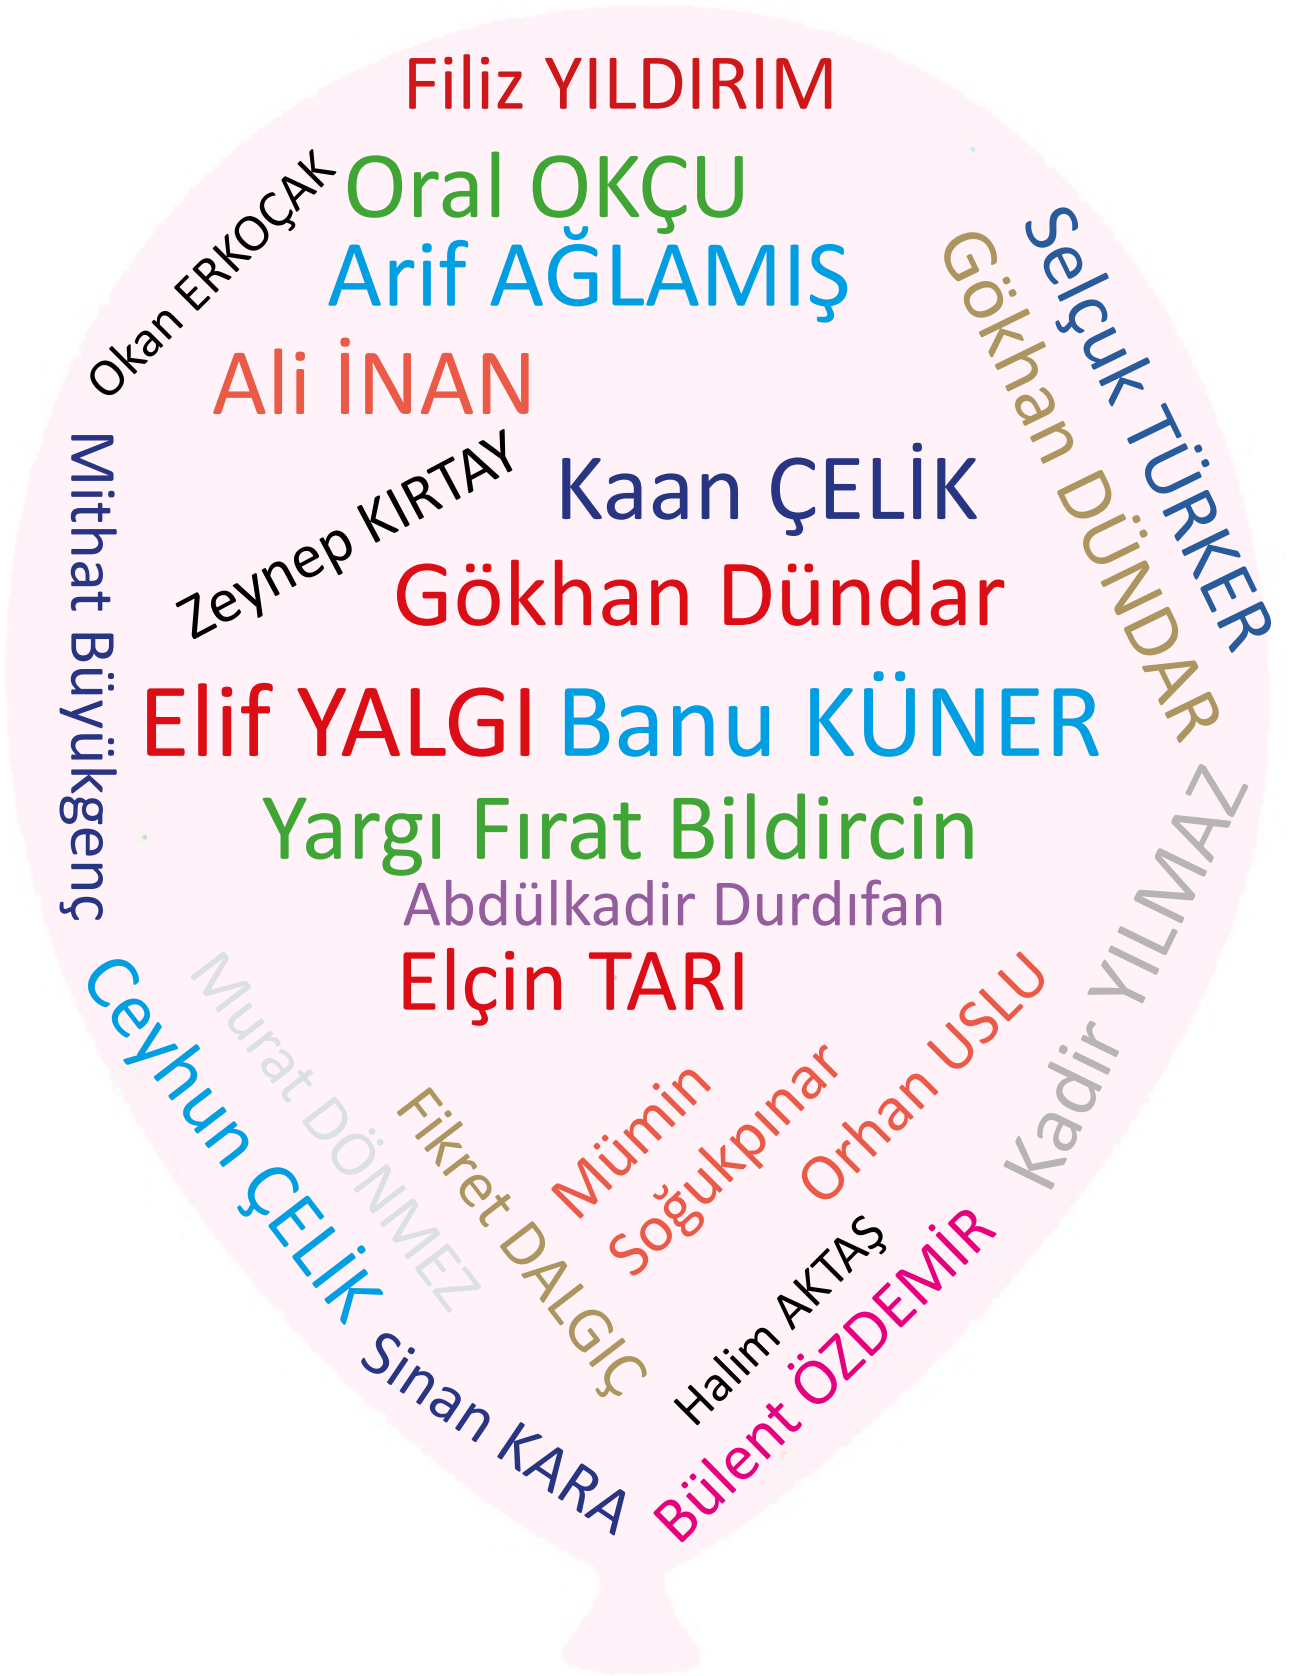 Filiz YILDIRIM
Oral OKÇU
Okan ERKOÇAK
Arif AĞLAMIŞ
Selçuk TÜRKER
Gökhan DÜNDAR
Ali İNAN
Zeynep KIRTAY
Kaan ÇELİK
Mithat Büyükgenç
Gökhan Dündar
Elif YALGI
Banu KÜNER
Yargı Fırat Bildircin
Abdülkadir Durdıfan
Elçin TARI
Kadir YILMAZ
Ceyhun ÇELİK
Murat DÖNMEZ
Fikret DALGIÇ
Mümin
Soğukpınar
Orhan USLU
Halim AKTAŞ
Bülent ÖZDEMİR
Sinan KARA